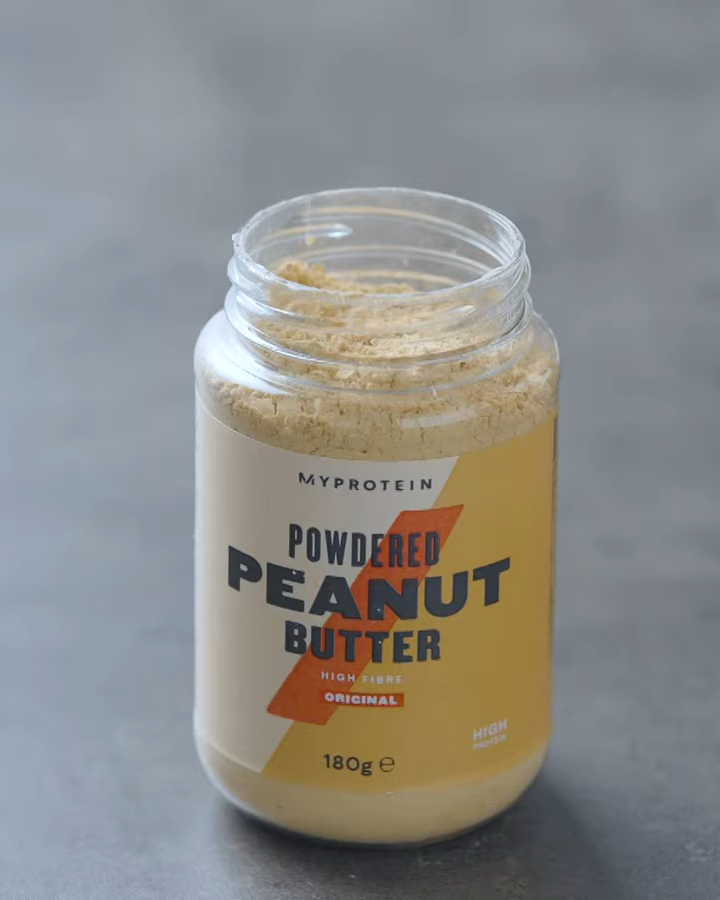 MYPROTEIN
POWDERED
PEANUT
BUTTER
HIGH FIBRE
ORIGINAL
HIGH
PROTEIN
180g ℮